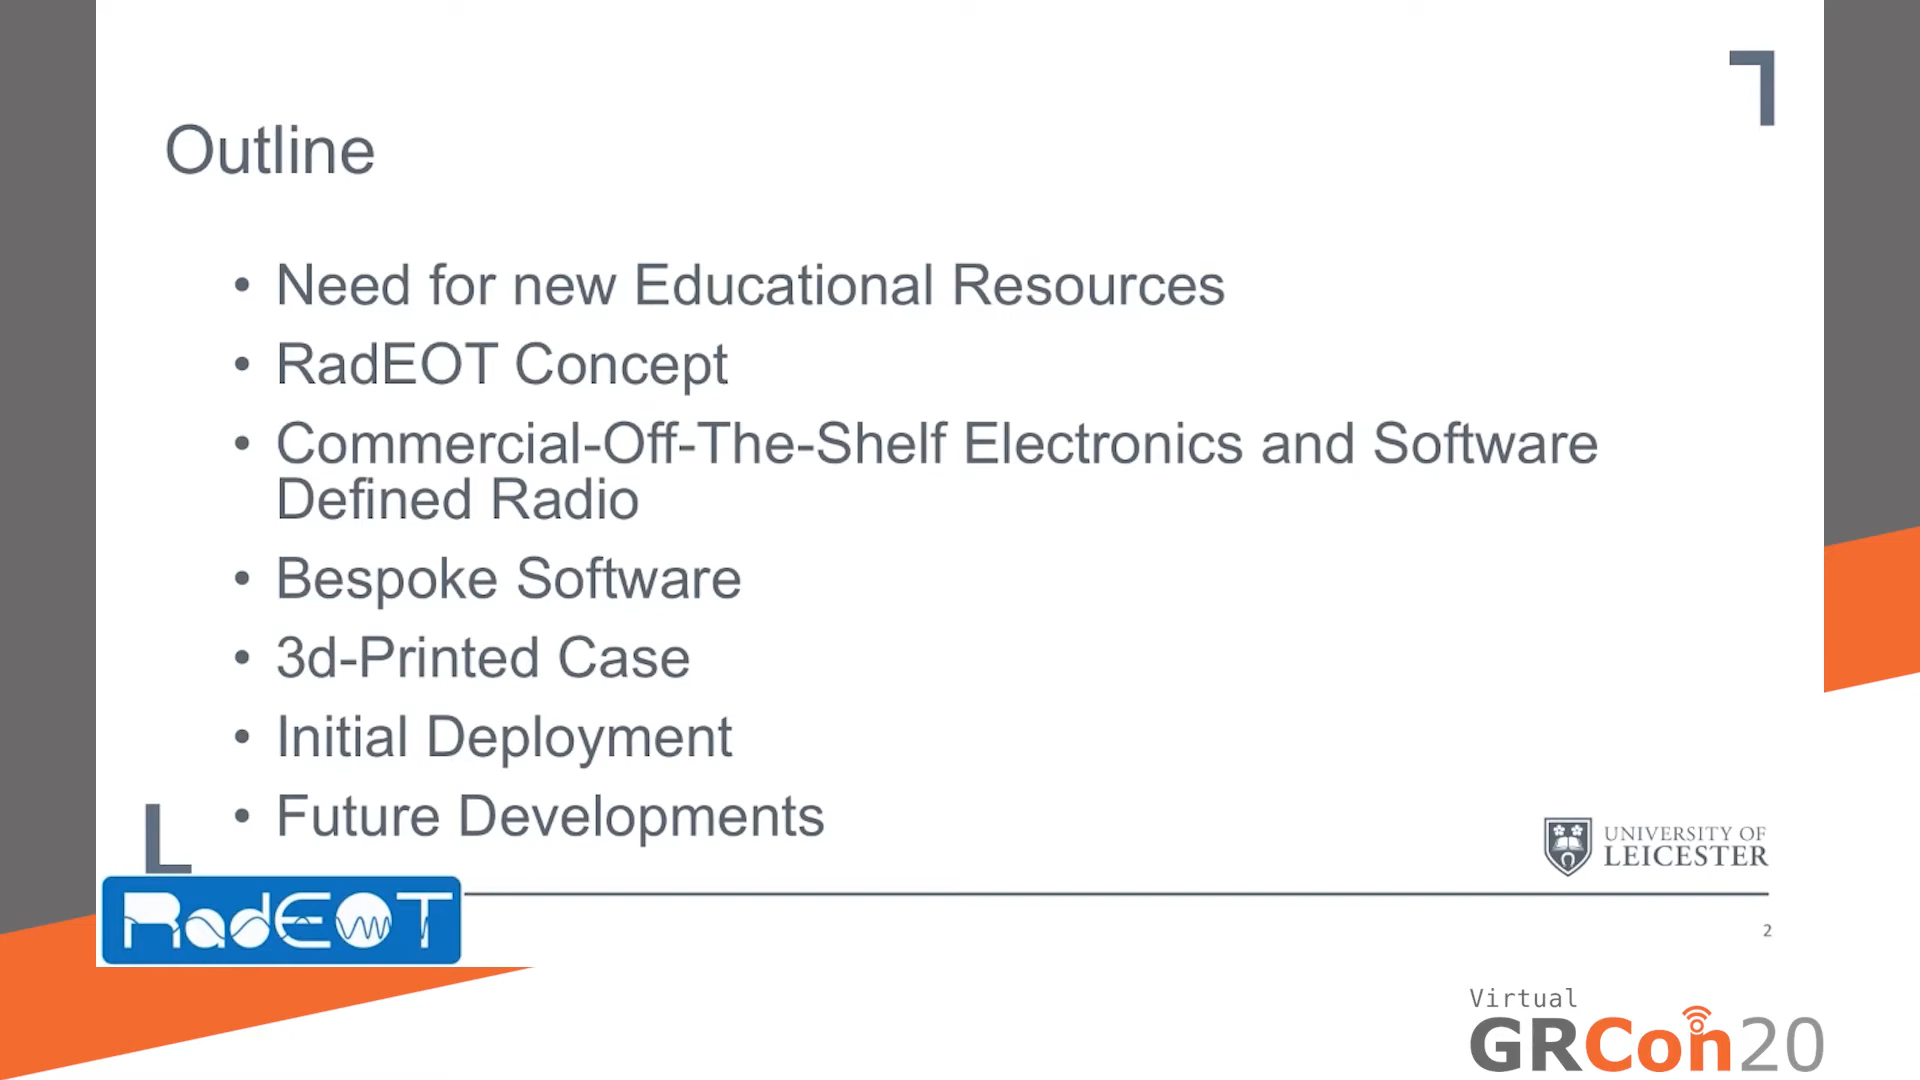 Outline
• Need for new Educational Resources
• RadEOT Concept
• Commercial-Off-The-Shelf Electronics and Software
Defined Radio
• Bespoke Software
• 3d-Printed Case
• Initial Deployment
• Future Developments
UNIVERSITY OF
LEICESTER
RadEOT
2
Virtual
GRCon20